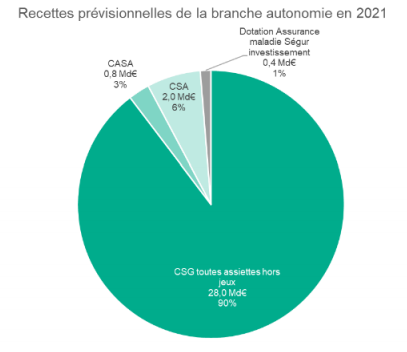 Recettes prévisionnelles de la branche autonomie en 2021
Dotation Assurance
maladie Ségur
investissement
0,4 Md€
1%
CASA
0,8 Md€
3%
CSA
2,0 Md€
6%
CSG toutes assiettes hors
jeux
28,0 Md€
90%